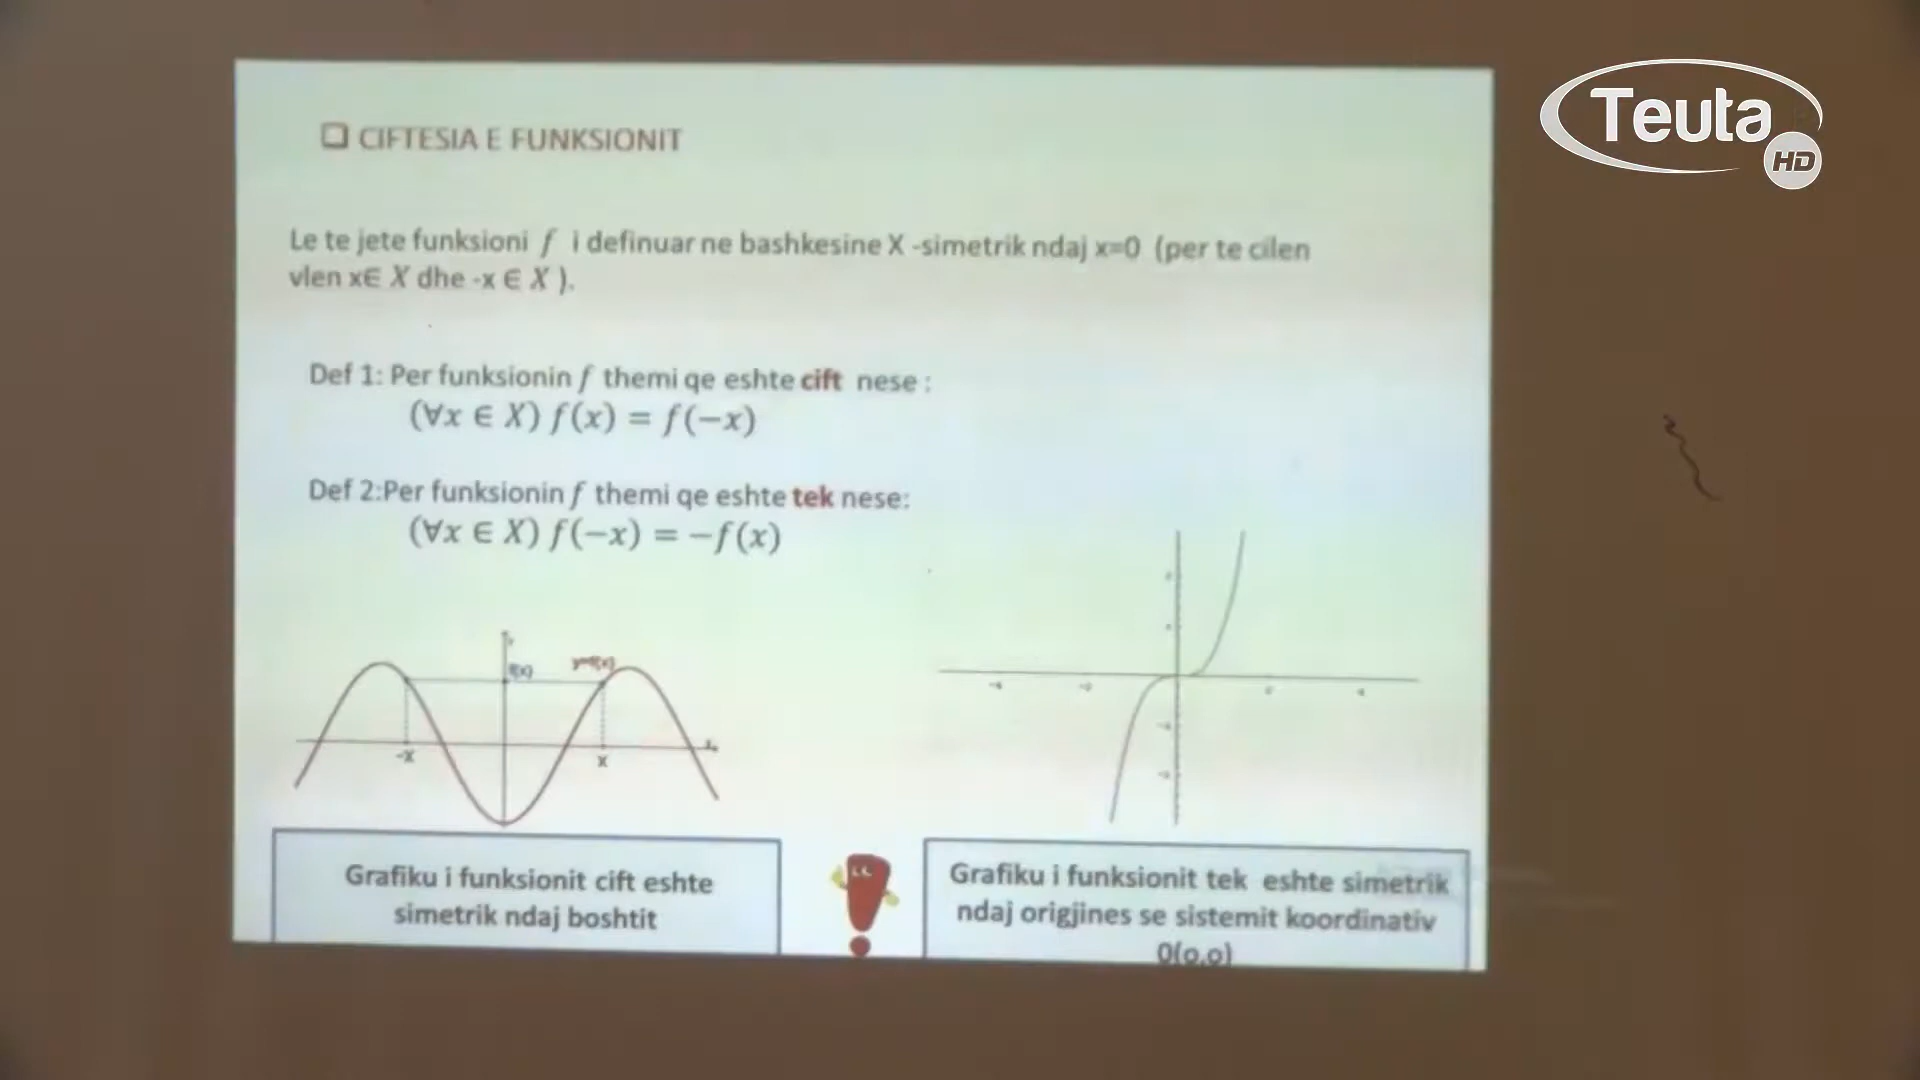 Teuta
HD
❑ CIFTESIA E FUNKSIONIT
Le te jete funksioni f i definuar ne bashkesine X -simetrik ndaj x=0 (per te cilen
vlen x∈ X dhe -x ∈ X ).
Def 1: Per funksionin f themi qe eshte cift nese :
(∀x ∈ X) f(x) = f(−x)
Def 2:Per funksionin f themi qe eshte tek nese:
(∀x ∈ X) f(−x) = −f(x)
f(x)
y=f(x)
-x
x
Grafiku i funksionit cift eshte
simetrik ndaj boshtit
Grafiku i funksionit tek eshte simetrik
ndaj origjines se sistemit koordinativ
0(o,o)